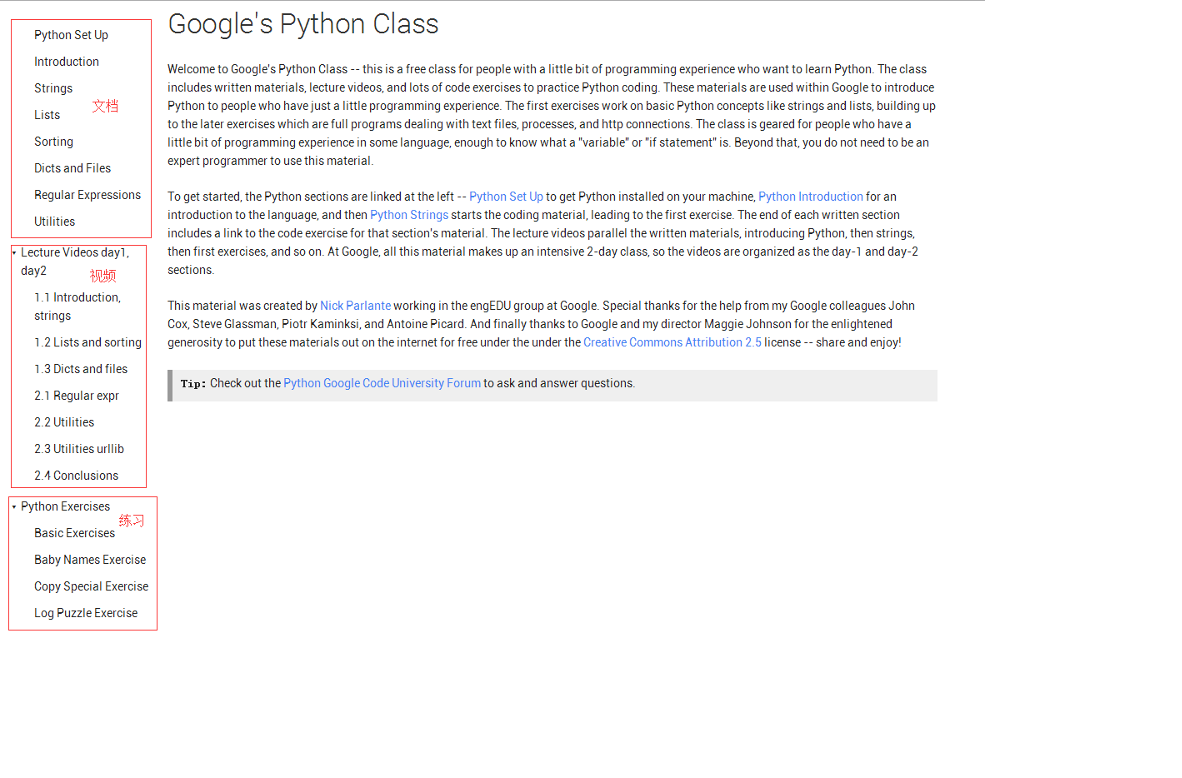 Python Set Up
Introduction
Strings
文档
Lists
Sorting
Dicts and Files
Regular Expressions
Utilities
Lecture Videos day1,
day2
视频
1.1 Introduction,
strings
1.2 Lists and sorting
1.3 Dicts and files
2.1 Regular expr
2.2 Utilities
2.3 Utilities urllib
2.4 Conclusions
Python Exercises
练习
Basic Exercises
Baby Names Exercise
Copy Special Exercise
Log Puzzle Exercise
Google's Python Class
Welcome to Google's Python Class -- this is a free class for people with a little bit of programming experience who want to learn Python. The class
includes written materials, lecture videos, and lots of code exercises to practice Python coding. These materials are used within Google to introduce
Python to people who have just a little programming experience. The first exercises work on basic Python concepts like strings and lists, building up
to the later exercises which are full programs dealing with text files, processes, and http connections. The class is geared for people who have a
little bit of programming experience in some language, enough to know what a "variable" or "if statement" is. Beyond that, you do not need to be an
expert programmer to use this material.
To get started, the Python sections are linked at the left -- Python Set Up to get Python installed on your machine, Python Introduction for an
introduction to the language, and then Python Strings starts the coding material, leading to the first exercise. The end of each written section
includes a link to the code exercise for that section's material. The lecture videos parallel the written materials, introducing Python, then strings,
then first exercises, and so on. At Google, all this material makes up an intensive 2-day class, so the videos are organized as the day-1 and day-2
sections.
This material was created by Nick Parlante working in the engEDU group at Google. Special thanks for the help from my Google colleagues John
Cox, Steve Glassman, Piotr Kaminksi, and Antoine Picard. And finally thanks to Google and my director Maggie Johnson for the enlightened
generosity to put these materials out on the internet for free under the under the Creative Commons Attribution 2.5 license -- share and enjoy!
Tip: Check out the Python Google Code University Forum to ask and answer questions.